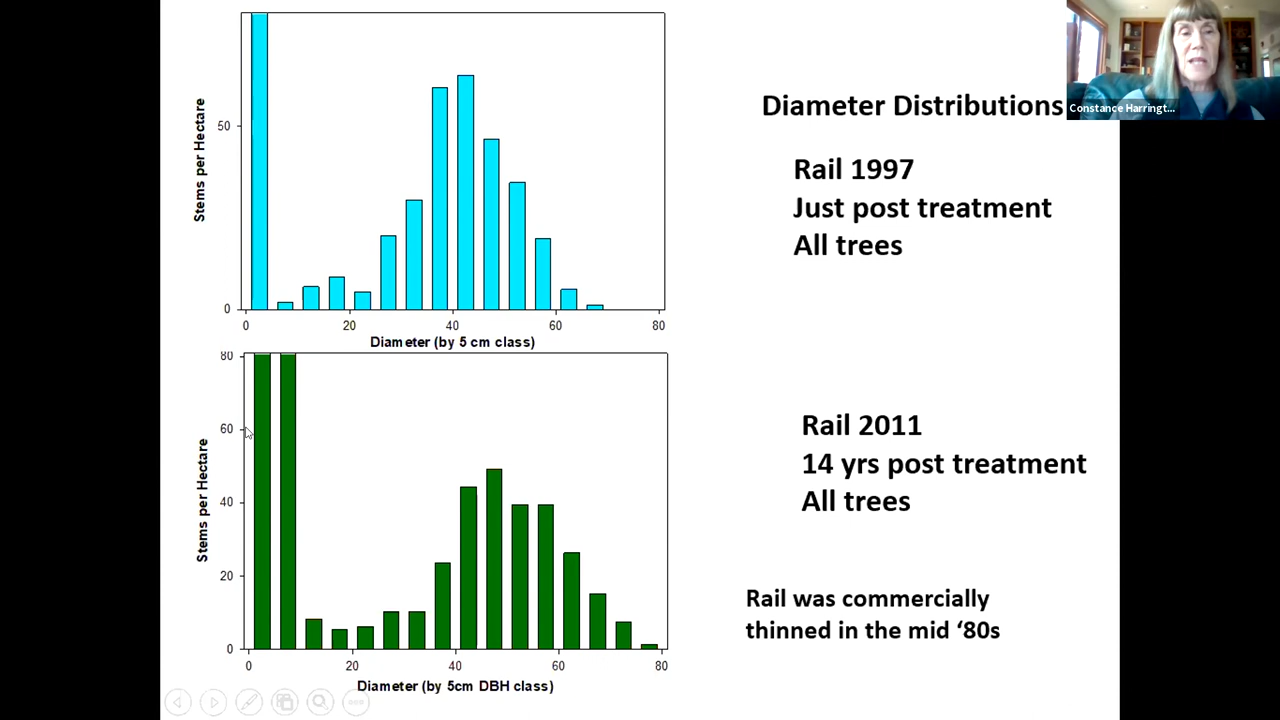 Stems per Hectare
50
0
0 20 40 60 80
Diameter (by 5 cm class)
Diameter Distributions
Rail 1997
Just post treatment
All trees
Constance Harringt...
Stems per Hectare
80
60
40
20
0
0 20 40 60 80
Diameter (by 5cm DBH class)
Rail 2011
14 yrs post treatment
All trees
Rail was commercially
thinned in the mid ‘80s